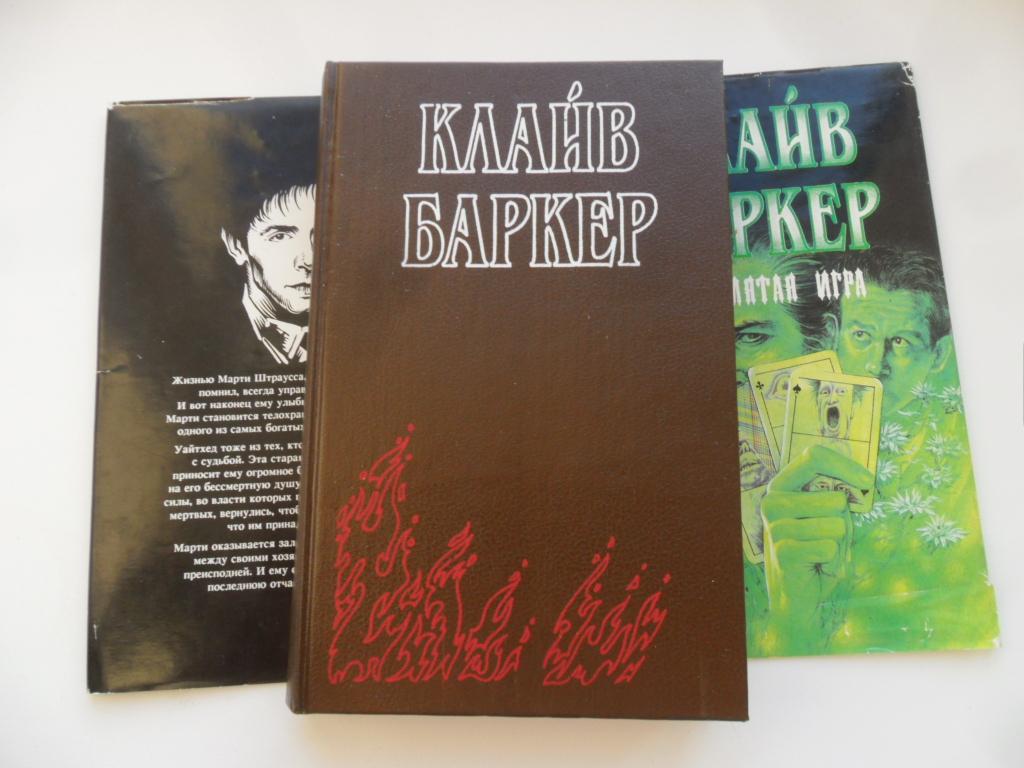 Жизнью Марти Штраусса,
помнил, всегда управ
И вот наконец ему улыб
Марти становится телохра
одного из самых богатых
Уайтхед тоже из тех, кто
с судьбой. Эта стара
приносит ему огромное б
на его бессмертную душу
силы, во власти которых
мертвых, вернулись, чтоб
что им прина
Марти оказывается зал
между своими хозя
преисподней. И ему
последнюю отча
КЛАЙВ
БАРКЕР
ЛАЙВ
РКЕР
ЛЯТАЯ ИГРА